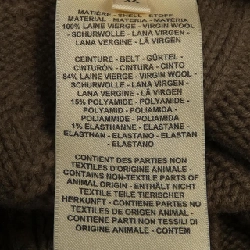 MATIERE - SHELL - STOFF
MATERIAL - MATERIA - MATERIA
100% LAINE VIERGE - VIRGIN WOOL
- SCHURWOLLE - LANA VIRGEN -
LANA VERGINE - LÃ VIRGEN
CEINTURE - BELT - GÜRTEL -
CINTURÓN - CINTURA - CINTO
84% LAINE VIERGE - VIRGIN WOOL
- SCHURWOLLE - LANA VIRGEN -
LANA VERGINE - LÃ VIRGEN
15% POLYAMIDE - POLYAMIDE -
POLYAMID - POLIAMIDA -
POLIAMMIDE - POLIAMIDA
1% ELASTHANNE - ELASTANE
- ELASTHAN - ELASTANO - ELASTAN
- ELASTANO
CONTIENT DES PARTIES NON
TEXTILES D'ORIGINE ANIMALE -
CONTAINS NON-TEXTILE PARTS OF
ANIMAL ORIGIN - ENTHÄLT NICHT
TEXTILE TEILE TIERISCHER
HERKUNFT - CONTIENE PARTES NO
TEXTILES DE ORIGEN ANIMAL -
CONTIENE PARTI NON TESSILI DI
ORIGINE ANIMALE - CONTEM